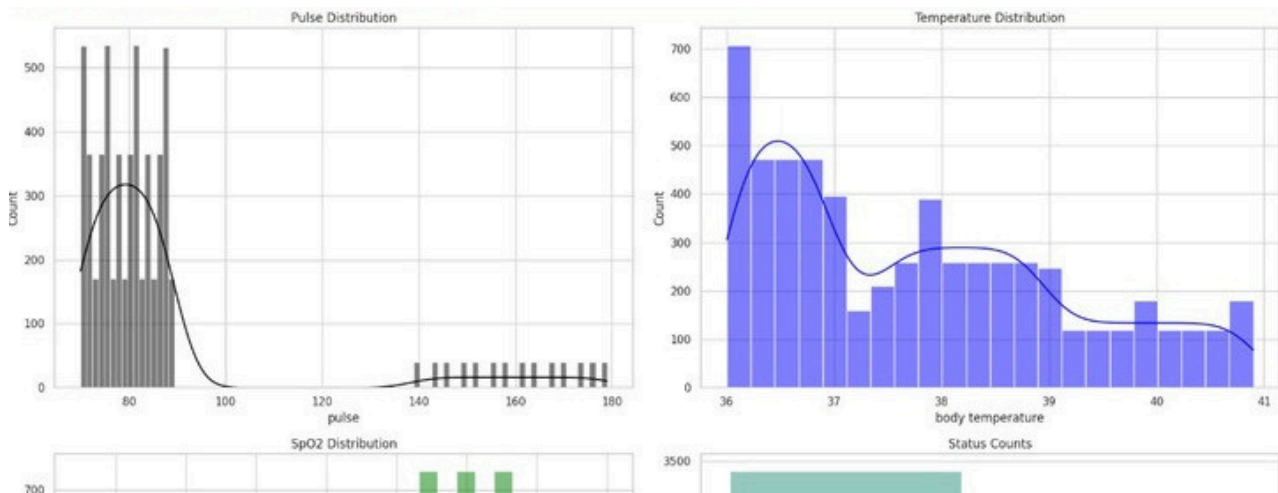 Pulse Distribution
500
400
300
200
100
0
Count
80 100 120 140 160 180
pulse
Temperature Distribution
700
600
500
400
300
200
100
0
Count
36 37 38 39 40 41
body temperature
SpO2 Distribution
700
Status Counts
3500